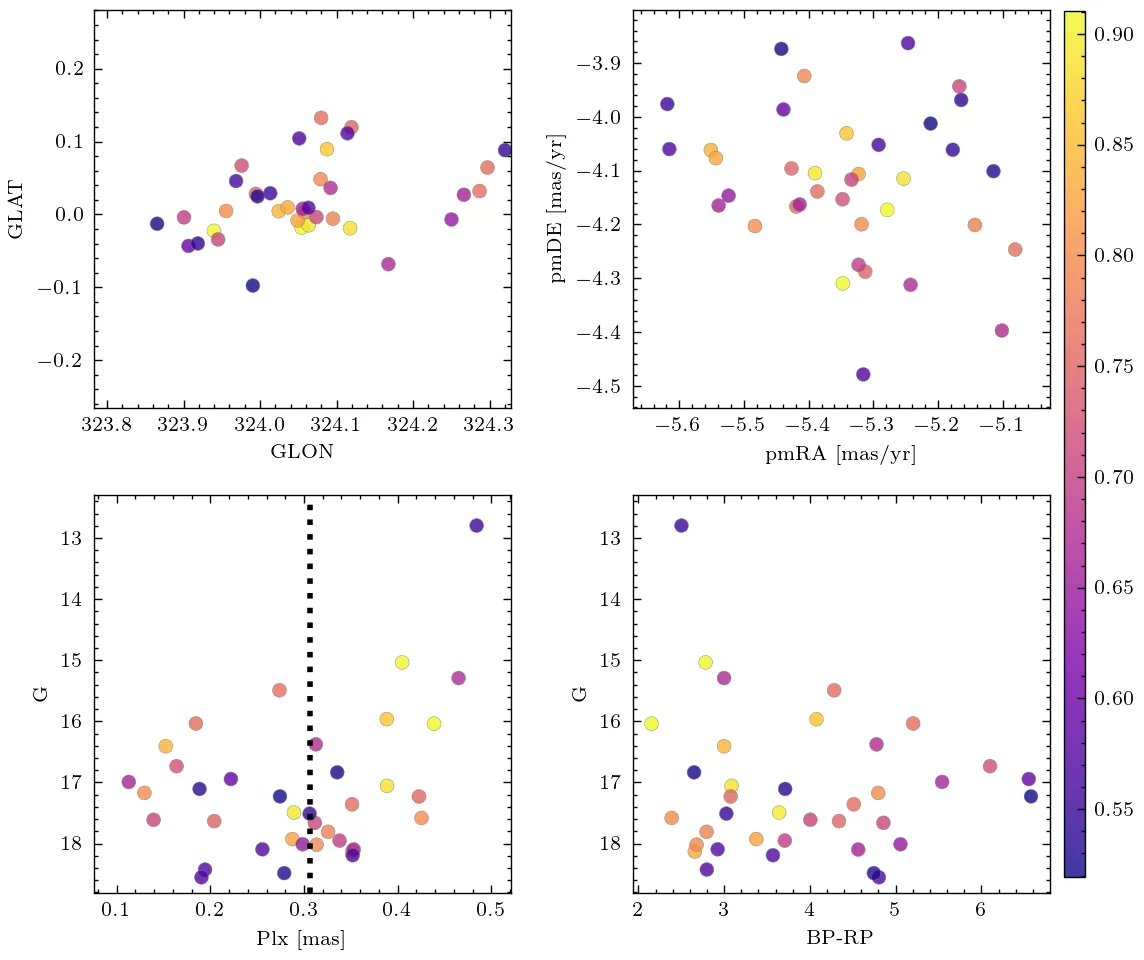 0.2
0.1
0.0
−0.1
−0.2
GLAT
323.8 323.9 324.0 324.1 324.2 324.3
GLON
−3.9
−4.0
−4.1
−4.2
−4.3
−4.4
−4.5
pmDE [mas/yr]
−5.6 −5.5 −5.4 −5.3 −5.2 −5.1
pmRA [mas/yr]
13
14
15
16
17
18
G
0.1 0.2 0.3 0.4 0.5
Plx [mas]
13
14
15
16
17
18
G
2 3 4 5 6
BP-RP
0.90
0.85
0.80
0.75
0.70
0.65
0.60
0.55